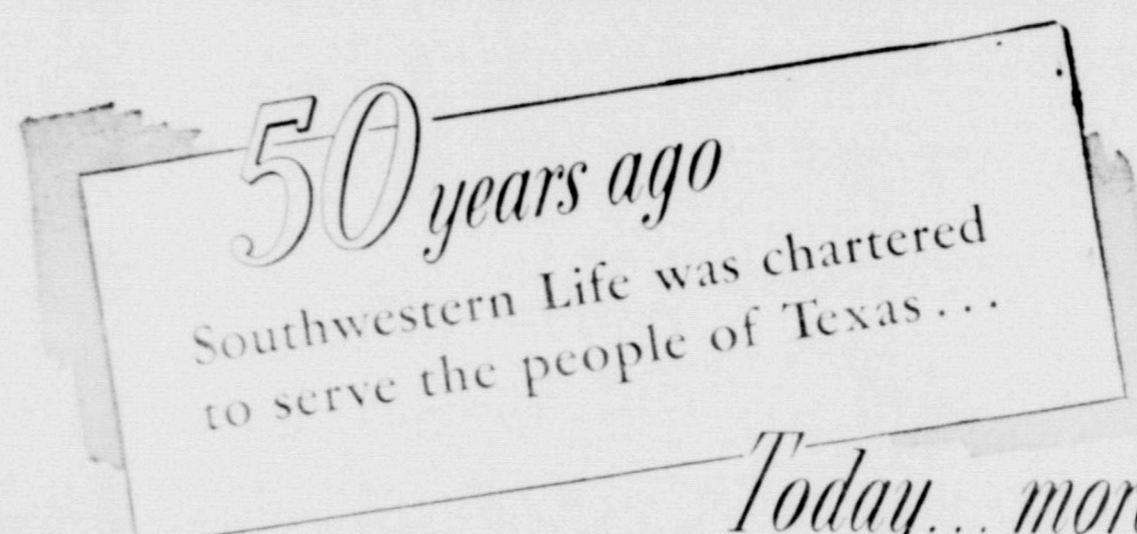 50 years ago
Southwestern Life was chartered
to serve the people of Texas...
Today...